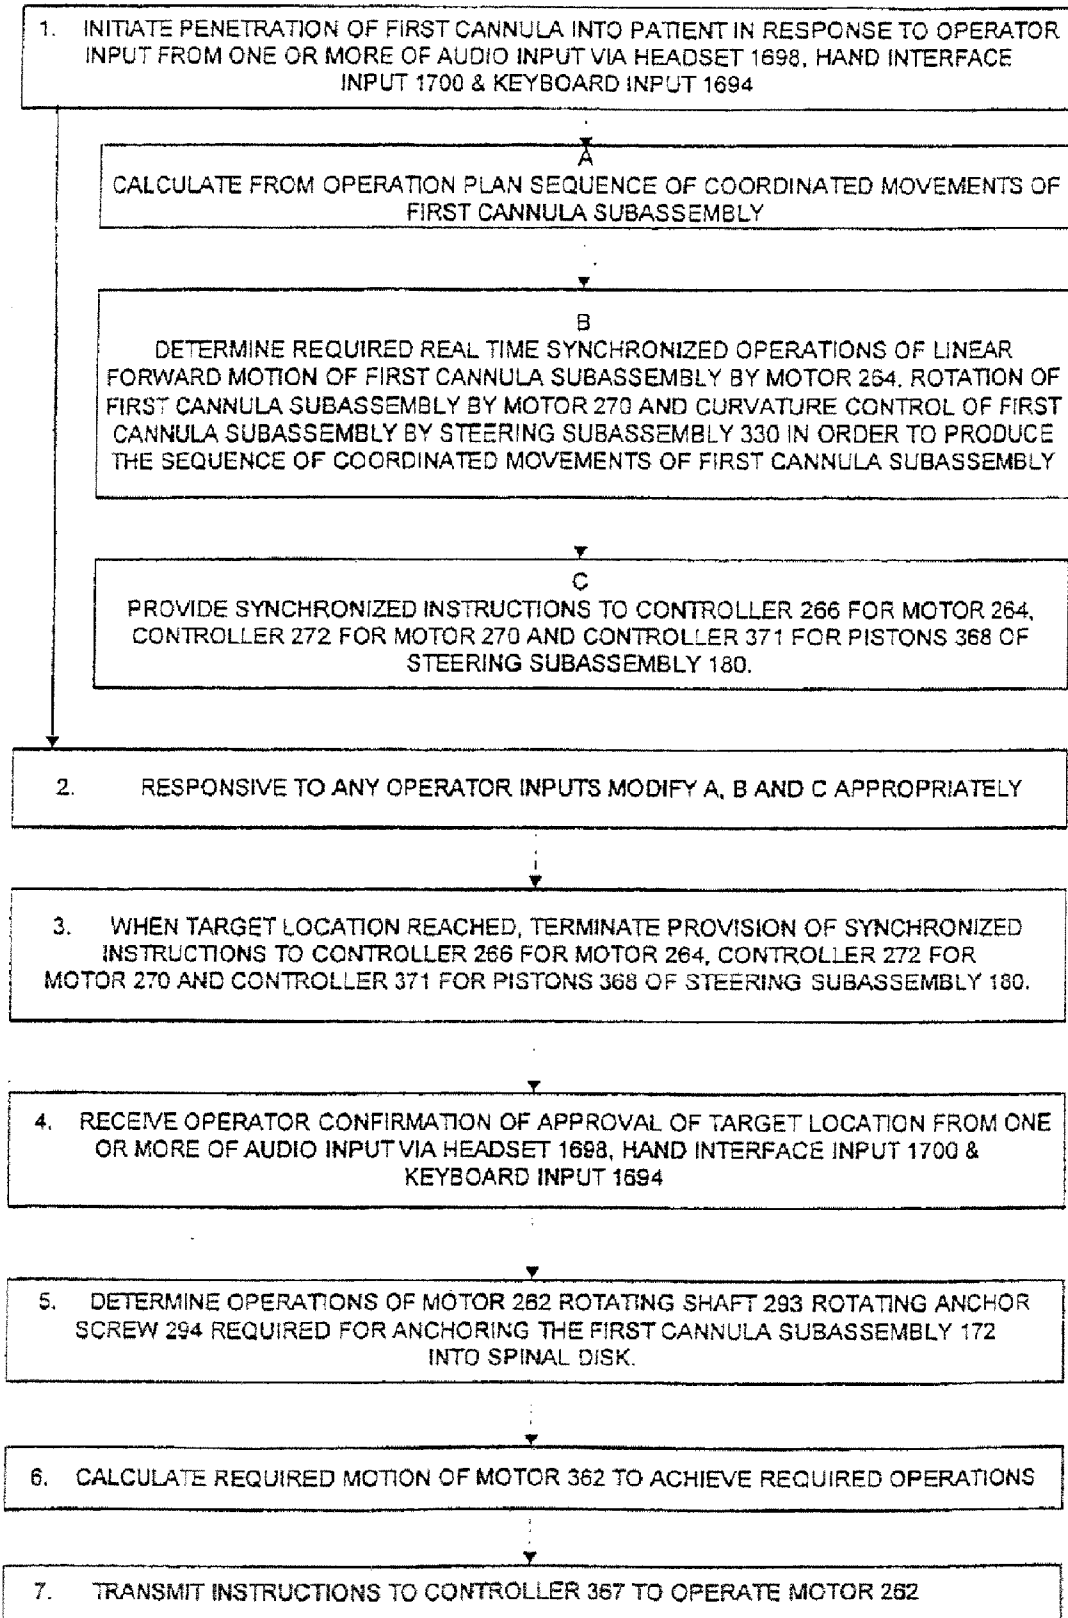 1. INITIATE PENETRATION OF FIRST CANNULA INTO PATIENT IN RESPONSE TO OPERATOR
INPUT FROM ONE OR MORE OF AUDIO INPUT VIA HEADSET 1698, HAND INTERFACE
INPUT 1700 & KEYBOARD INPUT 1694
A
CALCULATE FROM OPERATION PLAN SEQUENCE OF COORDINATED MOVEMENTS OF
FIRST CANNULA SUBASSEMBLY
B
DETERMINE REQUIRED REAL TIME SYNCHRONIZED OPERATIONS OF LINEAR
FORWARD MOTION OF FIRST CANNULA SUBASSEMBLY BY MOTOR 264, ROTATION OF
FIRST CANNULA SUBASSEMBLY BY MOTOR 270 AND CURVATURE CONTROL OF FIRST
CANNULA SUBASSEMBLY BY STEERING SUBASSEMBLY 330 IN ORDER TO PRODUCE
THE SEQUENCE OF COORDINATED MOVEMENTS OF FIRST CANNULA SUBASSEMBLY
C
PROVIDE SYNCHRONIZED INSTRUCTIONS TO CONTROLLER 266 FOR MOTOR 264,
CONTROLLER 272 FOR MOTOR 270 AND CONTROLLER 371 FOR PISTONS 368 OF
STEERING SUBASSEMBLY 180.
2. RESPONSIVE TO ANY OPERATOR INPUTS MODIFY A, B AND C APPROPRIATELY
3. WHEN TARGET LOCATION REACHED, TERMINATE PROVISION OF SYNCHRONIZED
INSTRUCTIONS TO CONTROLLER 266 FOR MOTOR 264, CONTROLLER 272 FOR
MOTOR 270 AND CONTROLLER 371 FOR PISTONS 368 OF STEERING SUBASSEMBLY 180.
4. RECEIVE OPERATOR CONFIRMATION OF APPROVAL OF TARGET LOCATION FROM ONE
OR MORE OF AUDIO INPUT VIA HEADSET 1698, HAND INTERFACE INPUT 1700 &
KEYBOARD INPUT 1694
5. DETERMINE OPERATIONS OF MOTOR 262 ROTATING SHAFT 293 ROTATING ANCHOR
SCREW 294 REQUIRED FOR ANCHORING THE FIRST CANNULA SUBASSEMBLY 172
INTO SPINAL DISK.
6. CALCULATE REQUIRED MOTION OF MOTOR 362 TO ACHIEVE REQUIRED OPERATIONS
7. TRANSMIT INSTRUCTIONS TO CONTROLLER 367 TO OPERATE MOTOR 262